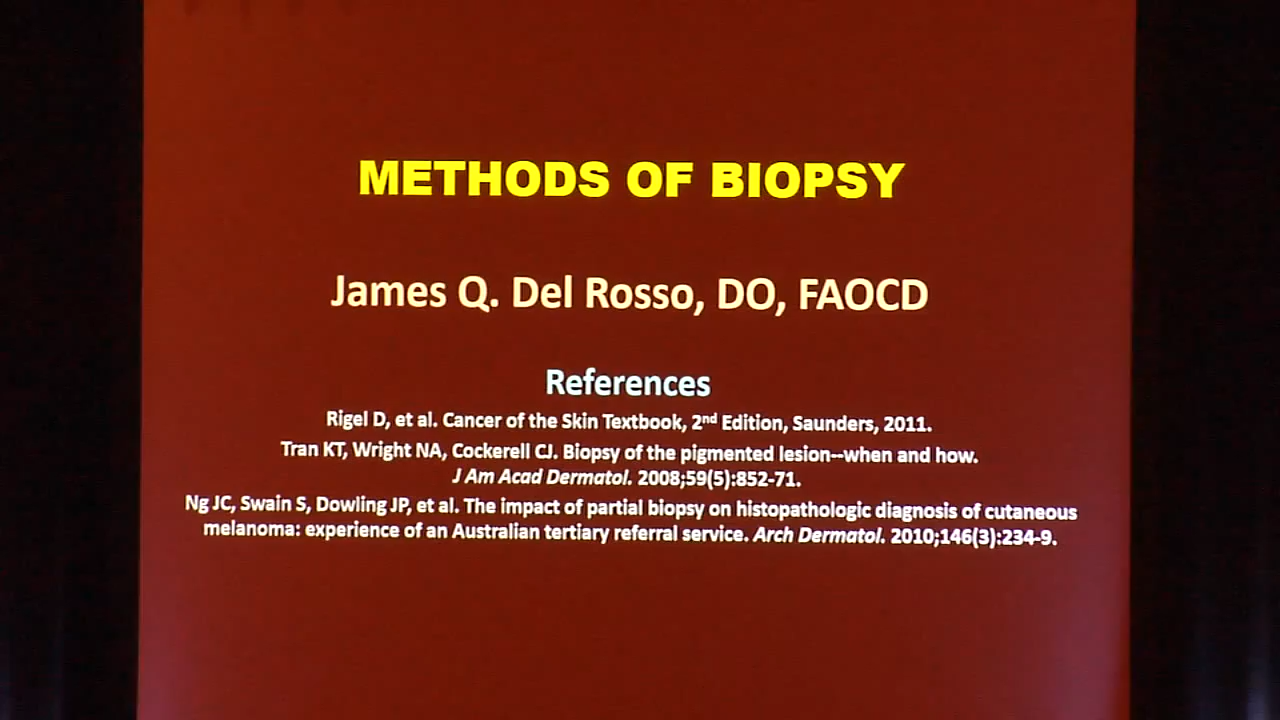 METHODS OF BIOPSY
James Q. Del Rosso, DO, FAOCD
References
Rigel D, et al. Cancer of the Skin Textbook, 2nd Edition, Saunders, 2011.
Tran KT, Wright NA, Cockerell CJ. Biopsy of the pigmented lesion--when and how.
J Am Acad Dermatol. 2008;59(5):852-71.
Ng JC, Swain S, Dowling JP, et al. The impact of partial biopsy on histopathologic diagnosis of cutaneous
melanoma: experience of an Australian tertiary referral service. Arch Dermatol. 2010;146(3):234-9.